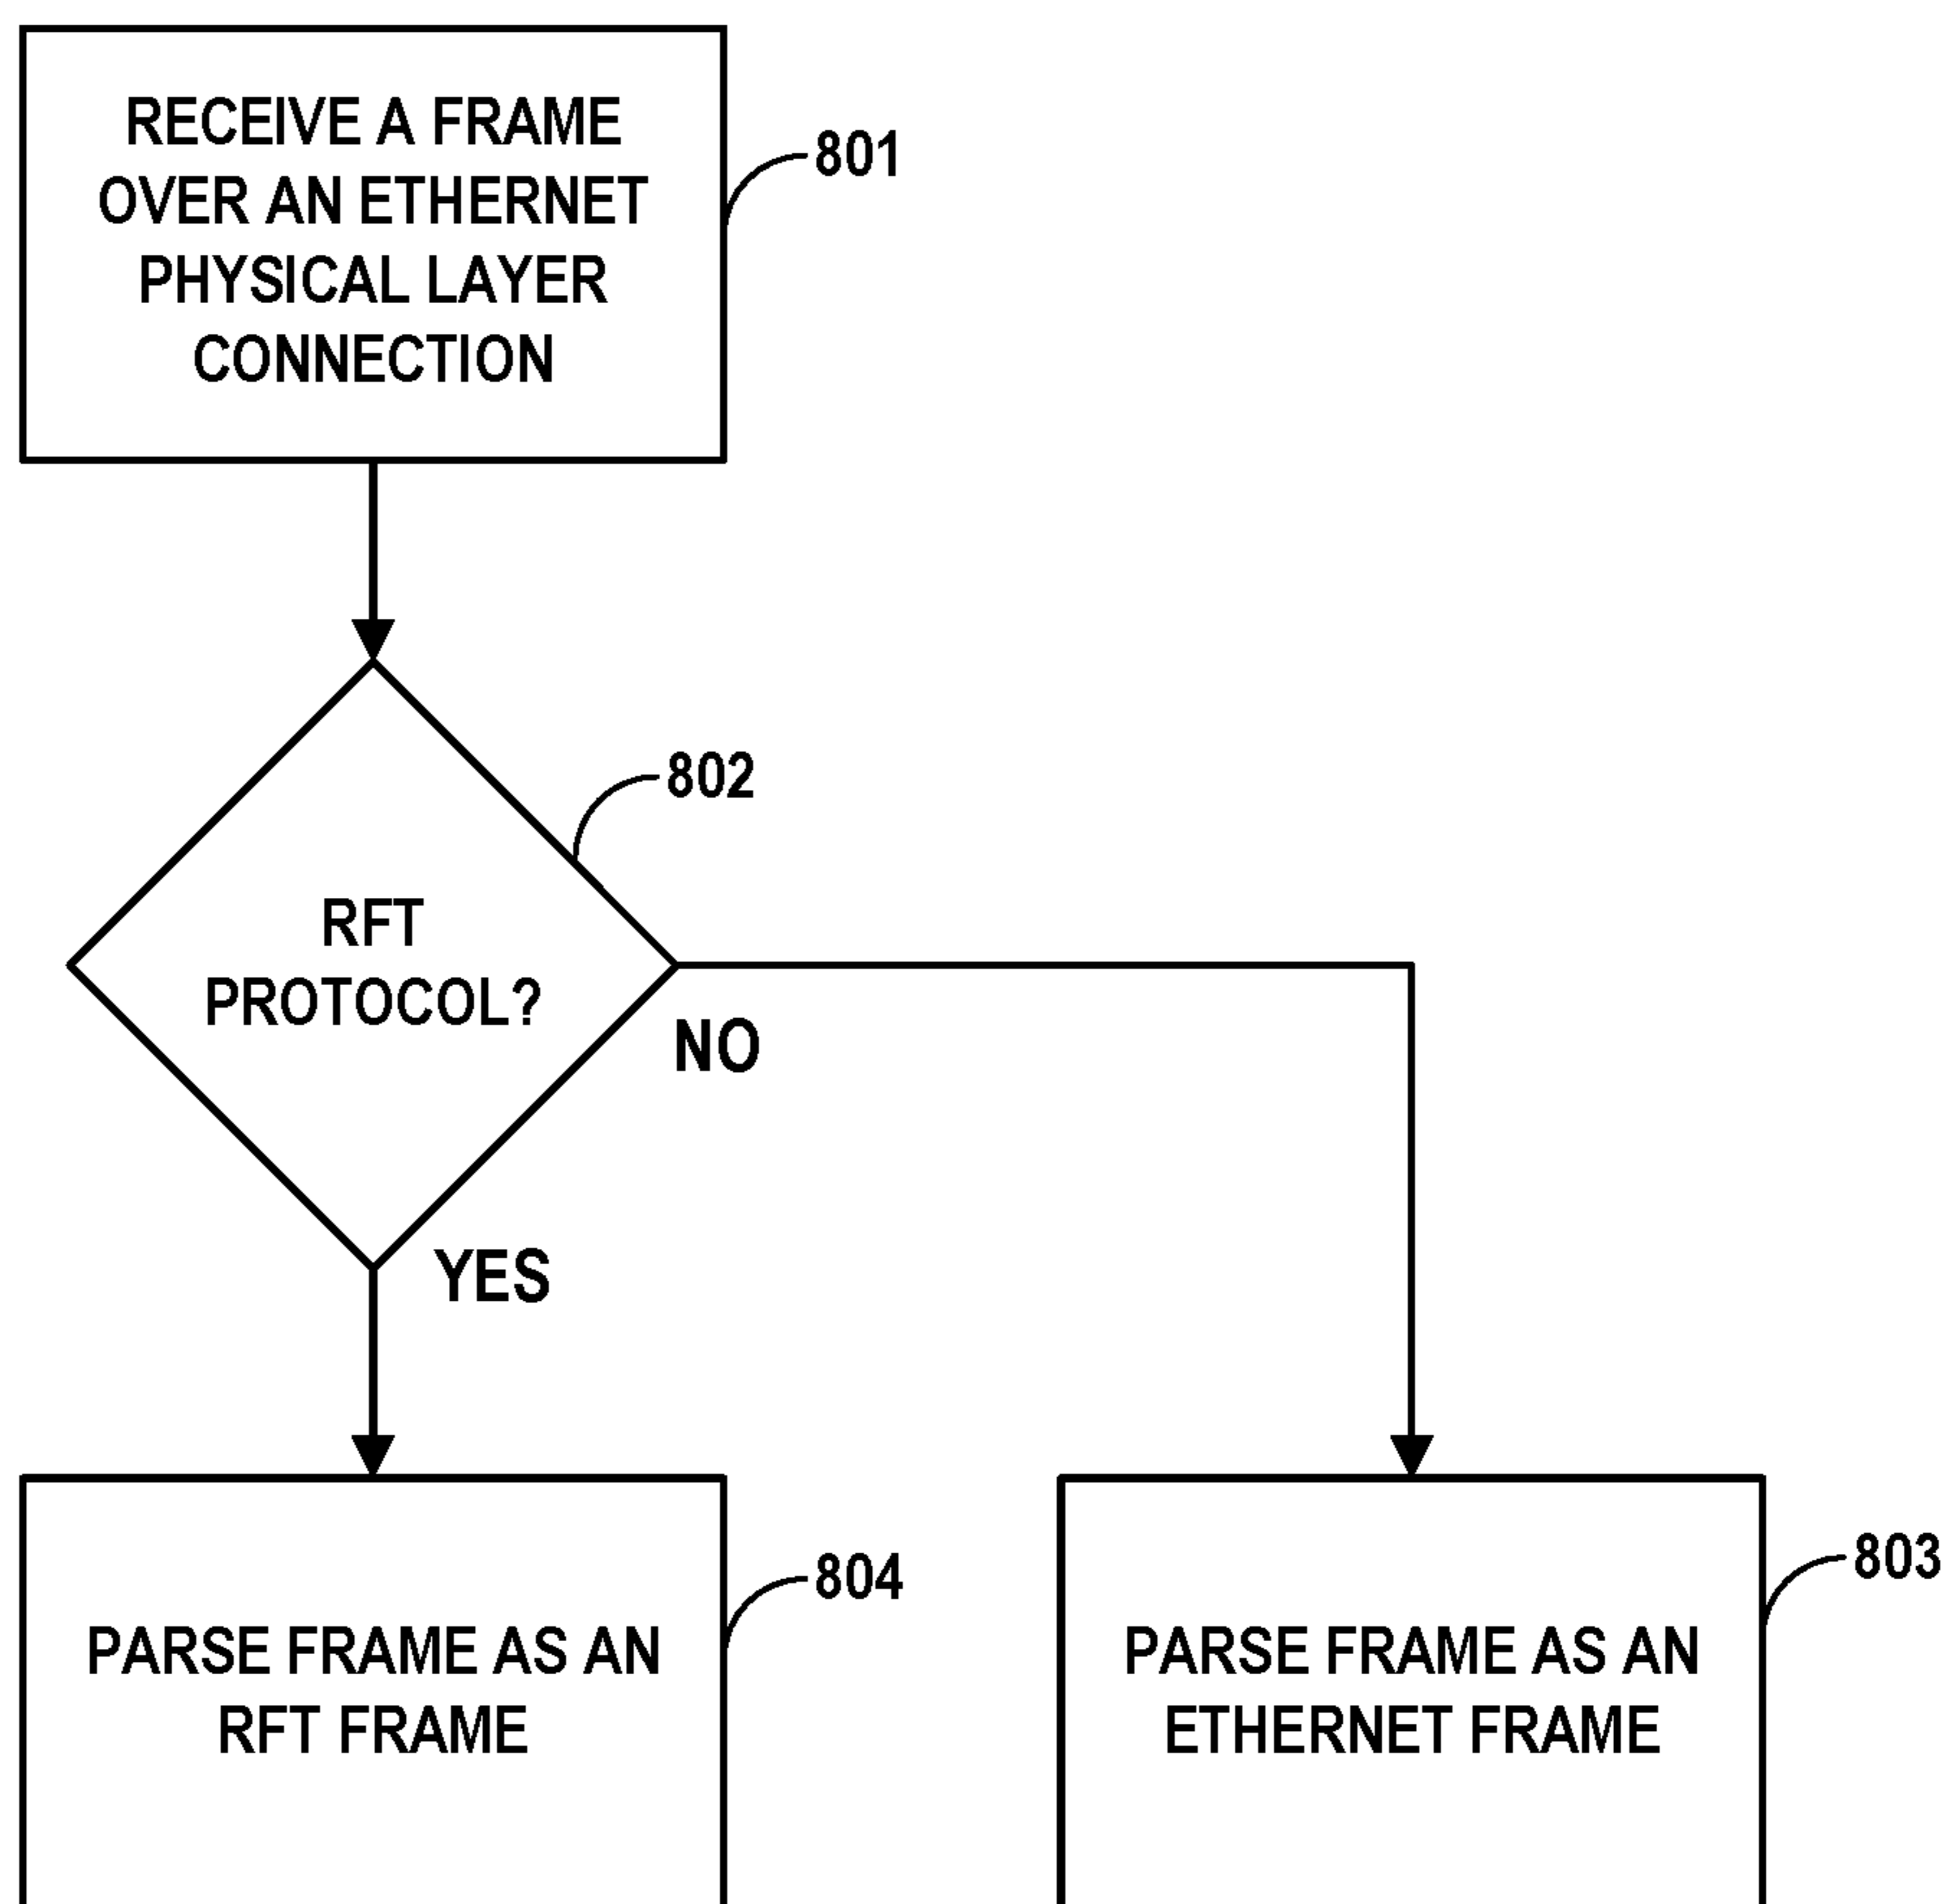 RECEIVE A FRAME
OVER AN ETHERNET
PHYSICAL LAYER
CONNECTION
801
802
RFT
PROTOCOL?
NO
YES
804
PARSE FRAME AS AN
RFT FRAME
803
PARSE FRAME AS AN
ETHERNET FRAME